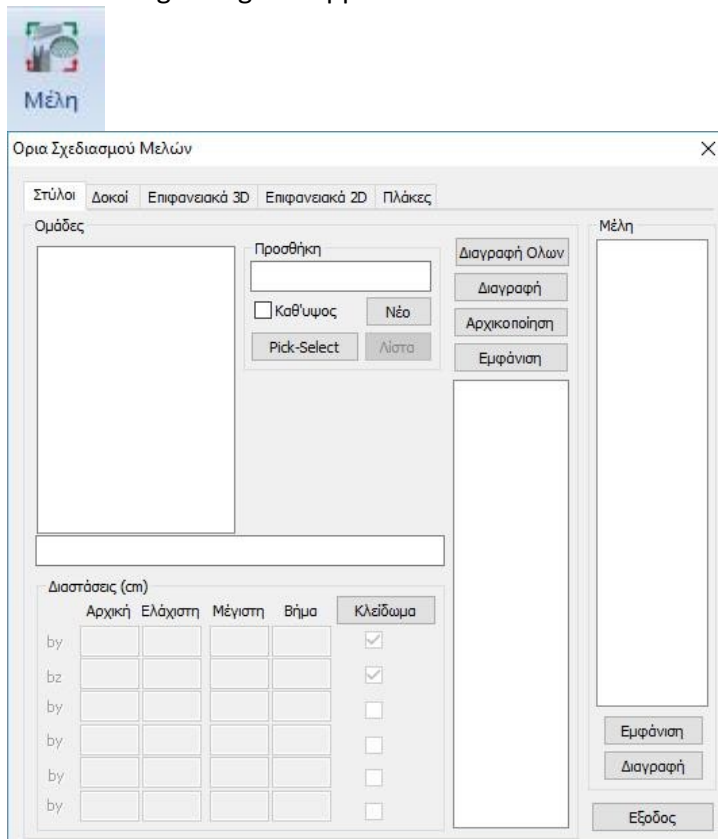 Μέλη
Ορια Σχεδιασμού Μελών
Στύλοι Δοκοί Επιφανειακά 3D Επιφανειακά 2D Πλάκες
Ομάδες
Προσθήκη
Καθ'υψος Νέο
Pick-Select Λίστα
Διαγραφή Ολων
Διαγραφή
Αρχικοποίηση
Εμφάνιση
Διαστάσεις (cm)
Αρχική Ελάχιστη Μέγιστη Βήμα Κλείδωμα
by
bz
by
by
by
by
Μέλη
Εμφάνιση
Διαγραφή
Εξοδος